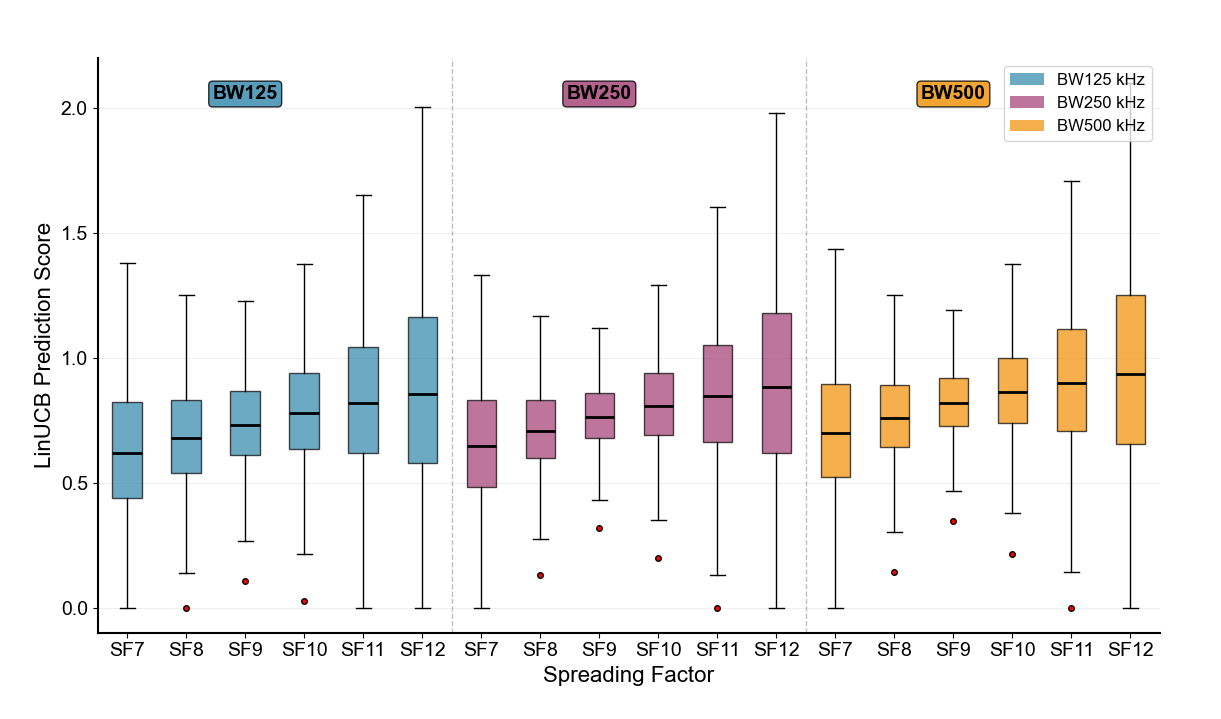 BW125
BW250
BW500
BW125 kHz
BW250 kHz
BW500 kHz
LinUCB Prediction Score
2.0
1.5
1.0
0.5
0.0
SF7 SF8 SF9 SF10 SF11 SF12 SF7 SF8 SF9 SF10 SF11 SF12 SF7 SF8 SF9 SF10 SF11 SF12
Spreading Factor